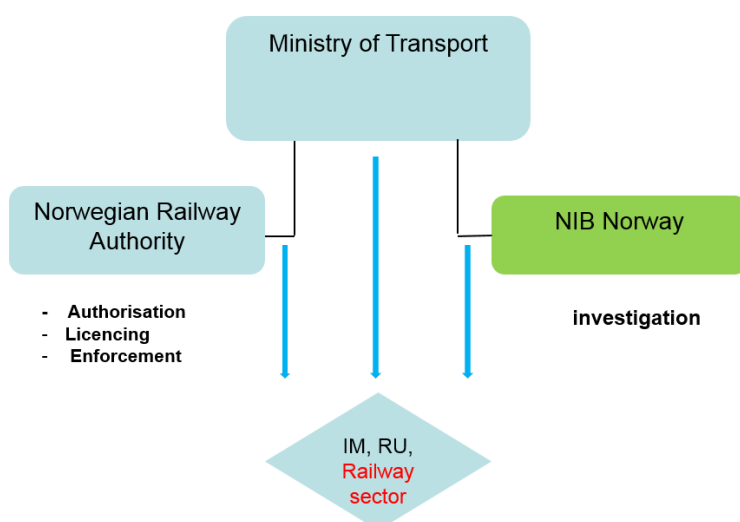 Ministry of Transport
Norwegian Railway
Authority
NIB Norway
- Authorisation
- Licencing
- Enforcement
investigation
IM, RU,
Railway
sector